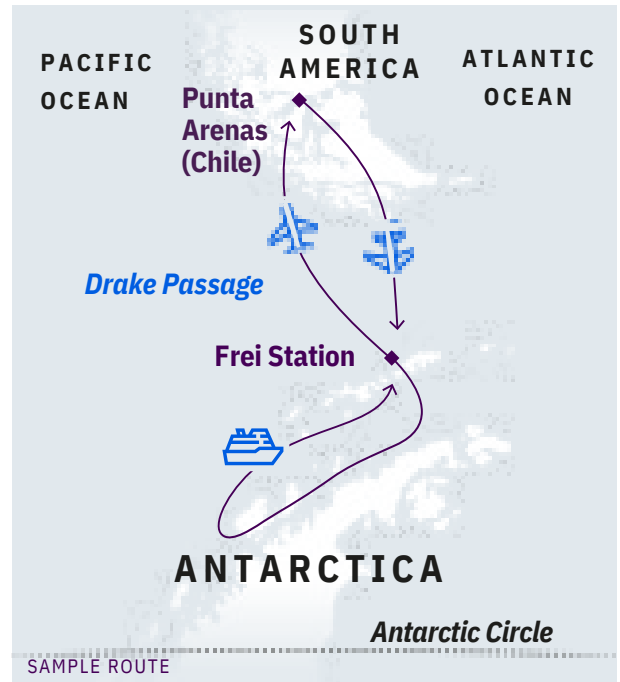 SOUTH
AMERICA
PACIFIC
OCEAN
ATLANTIC
OCEAN
Punta
Arenas
(Chile)
Drake Passage
Frei Station
ANTARCTICA
Antarctic Circle
SAMPLE ROUTE